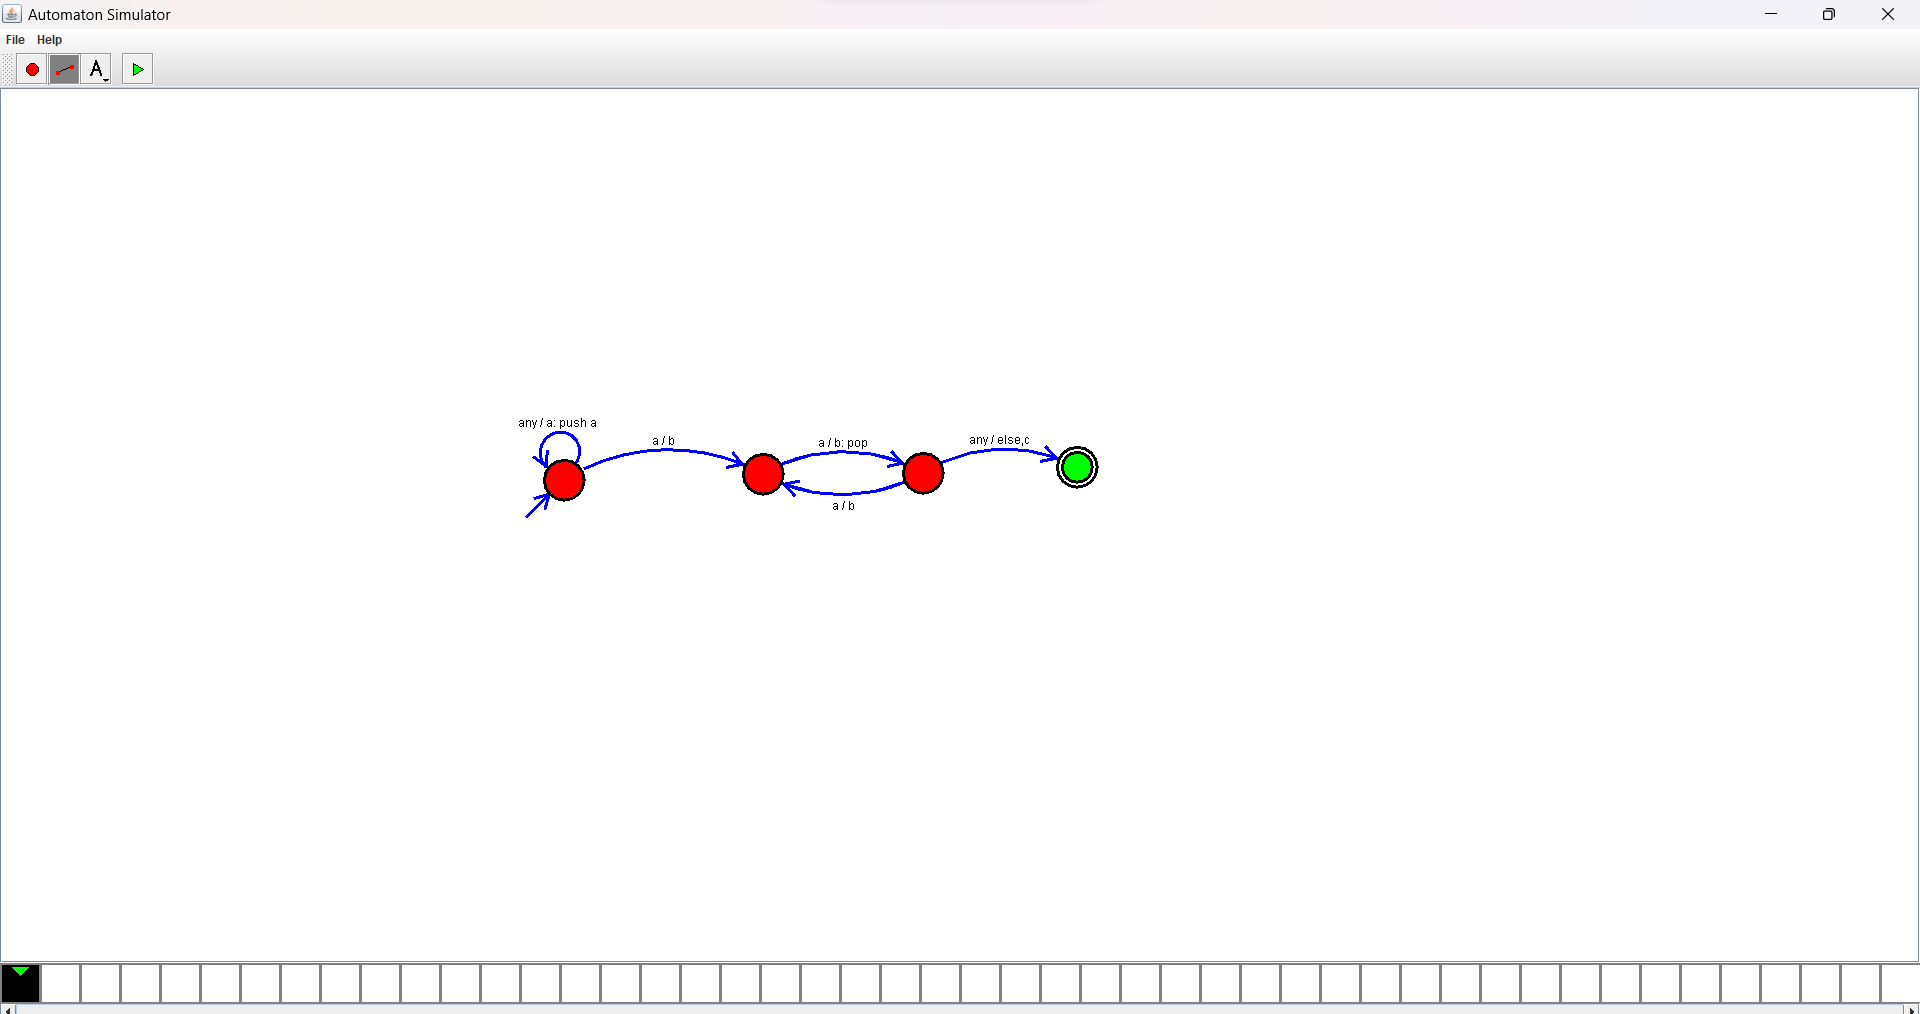 Automaton Simulator
File Help
A
any / a: push a
a / b
a / b: pop
any / else,c
a / b